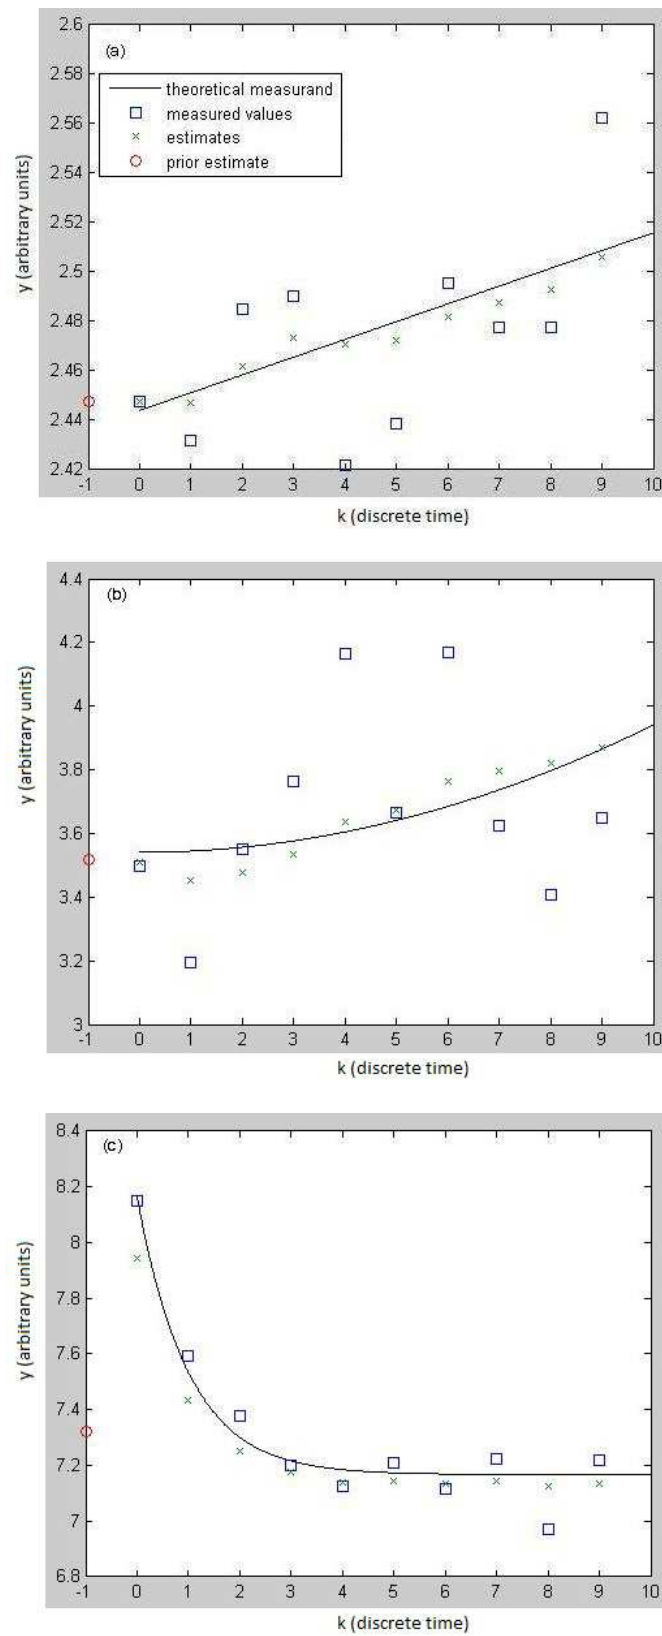 (a)
theoretical measurand
measured values
estimates
prior estimate
y (arbitrary units)
2.6
2.58
2.56
2.54
2.52
2.5
2.48
2.46
2.44
2.42
-1 0 1 2 3 4 5 6 7 8 9 10
k (discrete time)
(b)
y (arbitrary units)
4.4
4.2
4
3.8
3.6
3.4
3.2
3
-1 0 1 2 3 4 5 6 7 8 9 10
k (discrete time)
(c)
y (arbitrary units)
8.4
8.2
8
7.8
7.6
7.4
7.2
7
6.8
-1 0 1 2 3 4 5 6 7 8 9 10
k (discrete time)